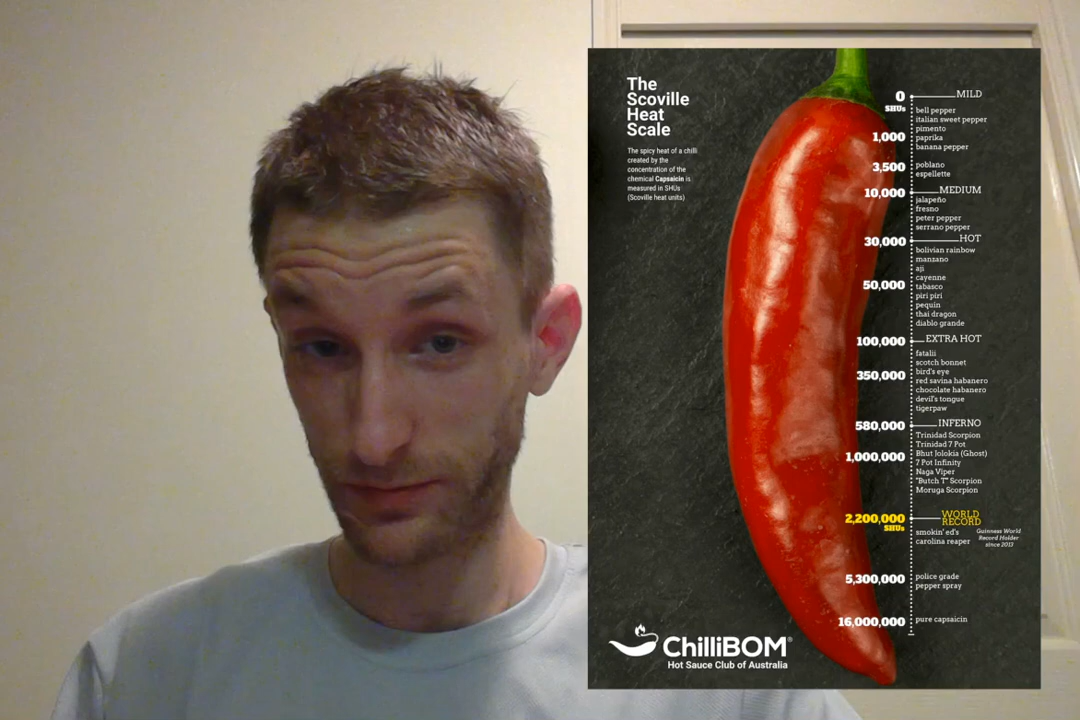 The
Scoville
Heat
Scale
The spicy heat of a chilli
created by the
concentration of the
chemical Capsaicin is
measured in SHUs
(Scoville heat units)
0 MILD
SHUs
bell pepper
italian sweet pepper
pimento
1,000 paprika
banana pepper
3,500 poblano
espellette
10,000 MEDIUM
jalapeño
fresno
peter pepper
serrano pepper
30,000 HOT
bolivian rainbow
manzano
aji
cayenne
50,000 tabasco
piri piri
pequin
thai dragon
diablo grande
100,000 EXTRA HOT
fatalii
scotch bonnet
bird's eye
350,000 red savina habanero
chocolate habanero
devil's tongue
tigerpaw
580,000 INFERNO
Trinidad Scorpion
Trinidad 7 Pot
1,000,000 Bhut Jolokia (Ghost)
7 Pot Infinity
Naga Viper
"Butch T" Scorpion
Moruga Scorpion
2,200,000 WORLD
SHUs RECORD
smokin' ed's
carolina reaper
Guinness World
Record Holder
since 2013
5,300,000 police grade
pepper spray
16,000,000 pure capsaicin
ChilliBOM®
Hot Sauce Club of Australia